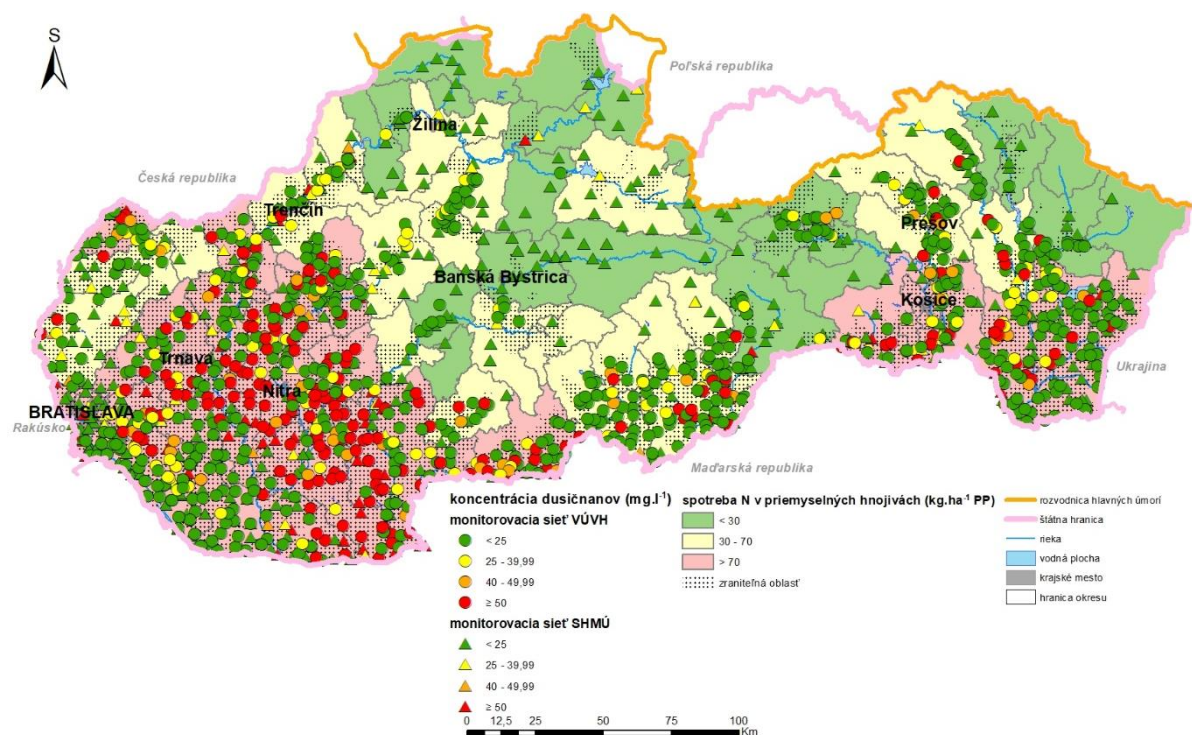 S
Poľská republika
Česká republika
Žilina
Trenčín
Prešov
Banská Bystrica
Košice
Trnava
Nitra
BRATISLAVA
Rakúsko
Ukrajina
Maďarská republika
koncentrácia dusičnanov (mg.l-1)
monitorovacia sieť VÚVH
< 25
25 - 39,99
40 - 49,99
≥ 50
monitorovacia sieť SHMÚ
< 25
25 - 39,99
40 - 49,99
≥ 50
spotreba N v priemyselných hnojivách (kg.ha-1 PP)
< 30
30 - 70
> 70
zraniteľná oblasť
rozvodnica hlavných úmorí
štátna hranica
rieka
vodná plocha
krajské mesto
hranica okresu
0 12,5 25 50 75 100
Km